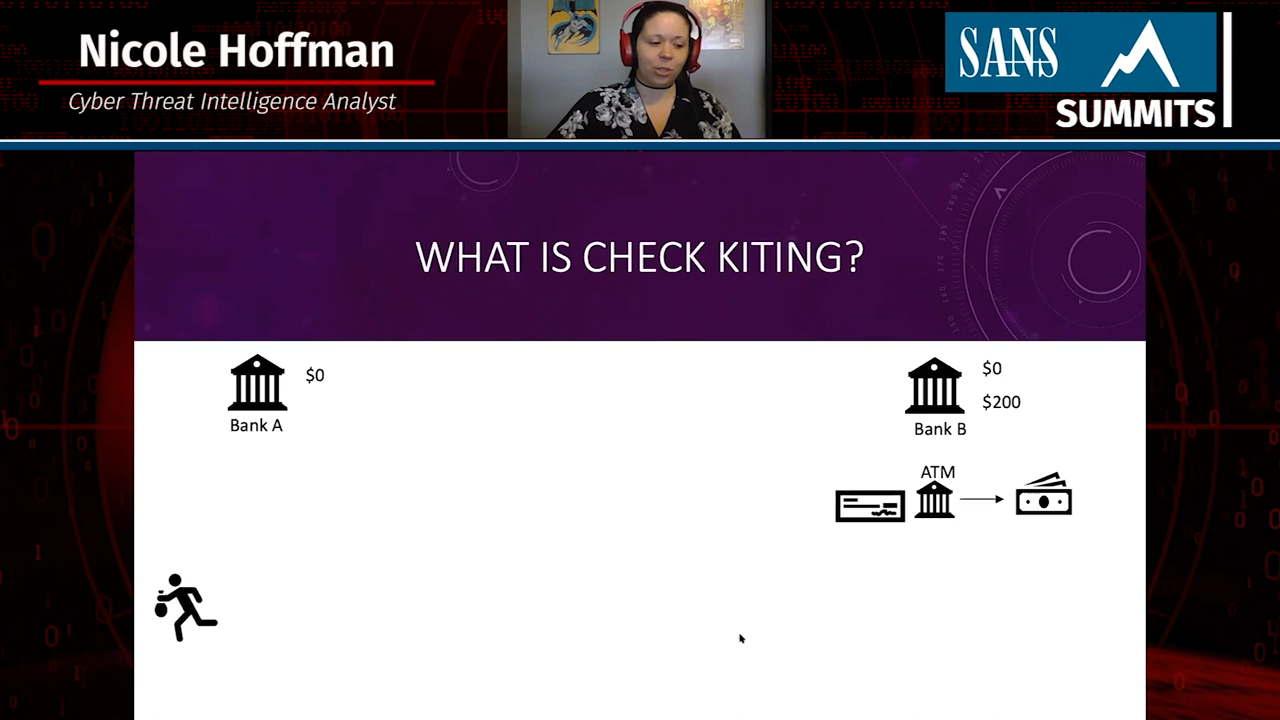 Nicole Hoffman
Cyber Threat Intelligence Analyst
SANS
SUMMITS
WHAT IS CHECK KITING?
$0
Bank A
$0
$200
Bank B
ATM